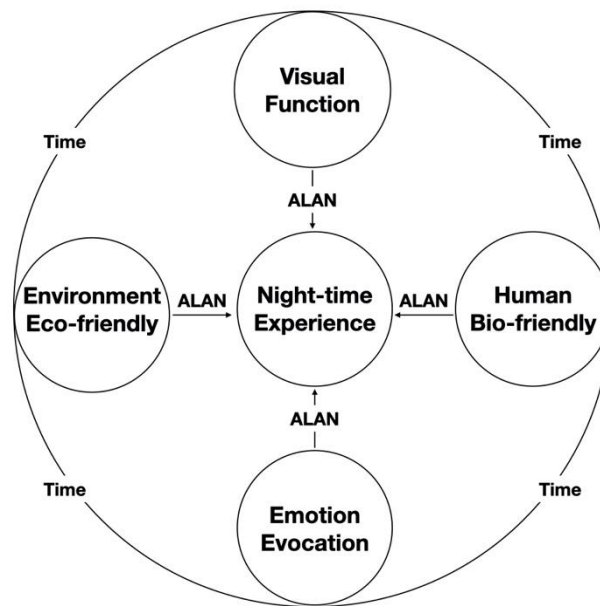 Visual
Function
Time
Time
ALAN
Environment
Eco-friendly
ALAN
Night-time
Experience
ALAN
Human
Bio-friendly
ALAN
Time
Time
Emotion
Evocation